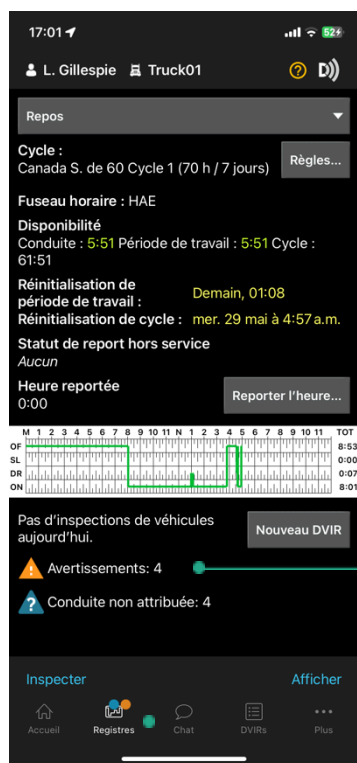 17:01
52
L. Gillespie Truck01
Repos
Cycle :
Canada S. de 60 Cycle 1 (70 h / 7 jours)
Règles...
Fuseau horaire : HAE
Disponibilité
Conduite : 5:51 Période de travail : 5:51 Cycle :
61:51
Réinitialisation de
période de travail :
Demain, 01:08
Réinitialisation de cycle : mer. 29 mai à 4:57 a.m.
Statut de report hors service
Aucun
Heure reportée
0:00
Reporter l'heure...
M 1 2 3 4 5 6 7 8 9 10 11 N 1 2 3 4 5 6 7 8 9 10 11 TOT
OF 8:53
SL 0:00
DR 0:07
ON 8:01
Pas d'inspections de véhicules
aujourd'hui.
Nouveau DVIR
Avertissements: 4
Conduite non attribuée: 4
Inspecter Afficher
Accueil Registres Chat DVIRs Plus